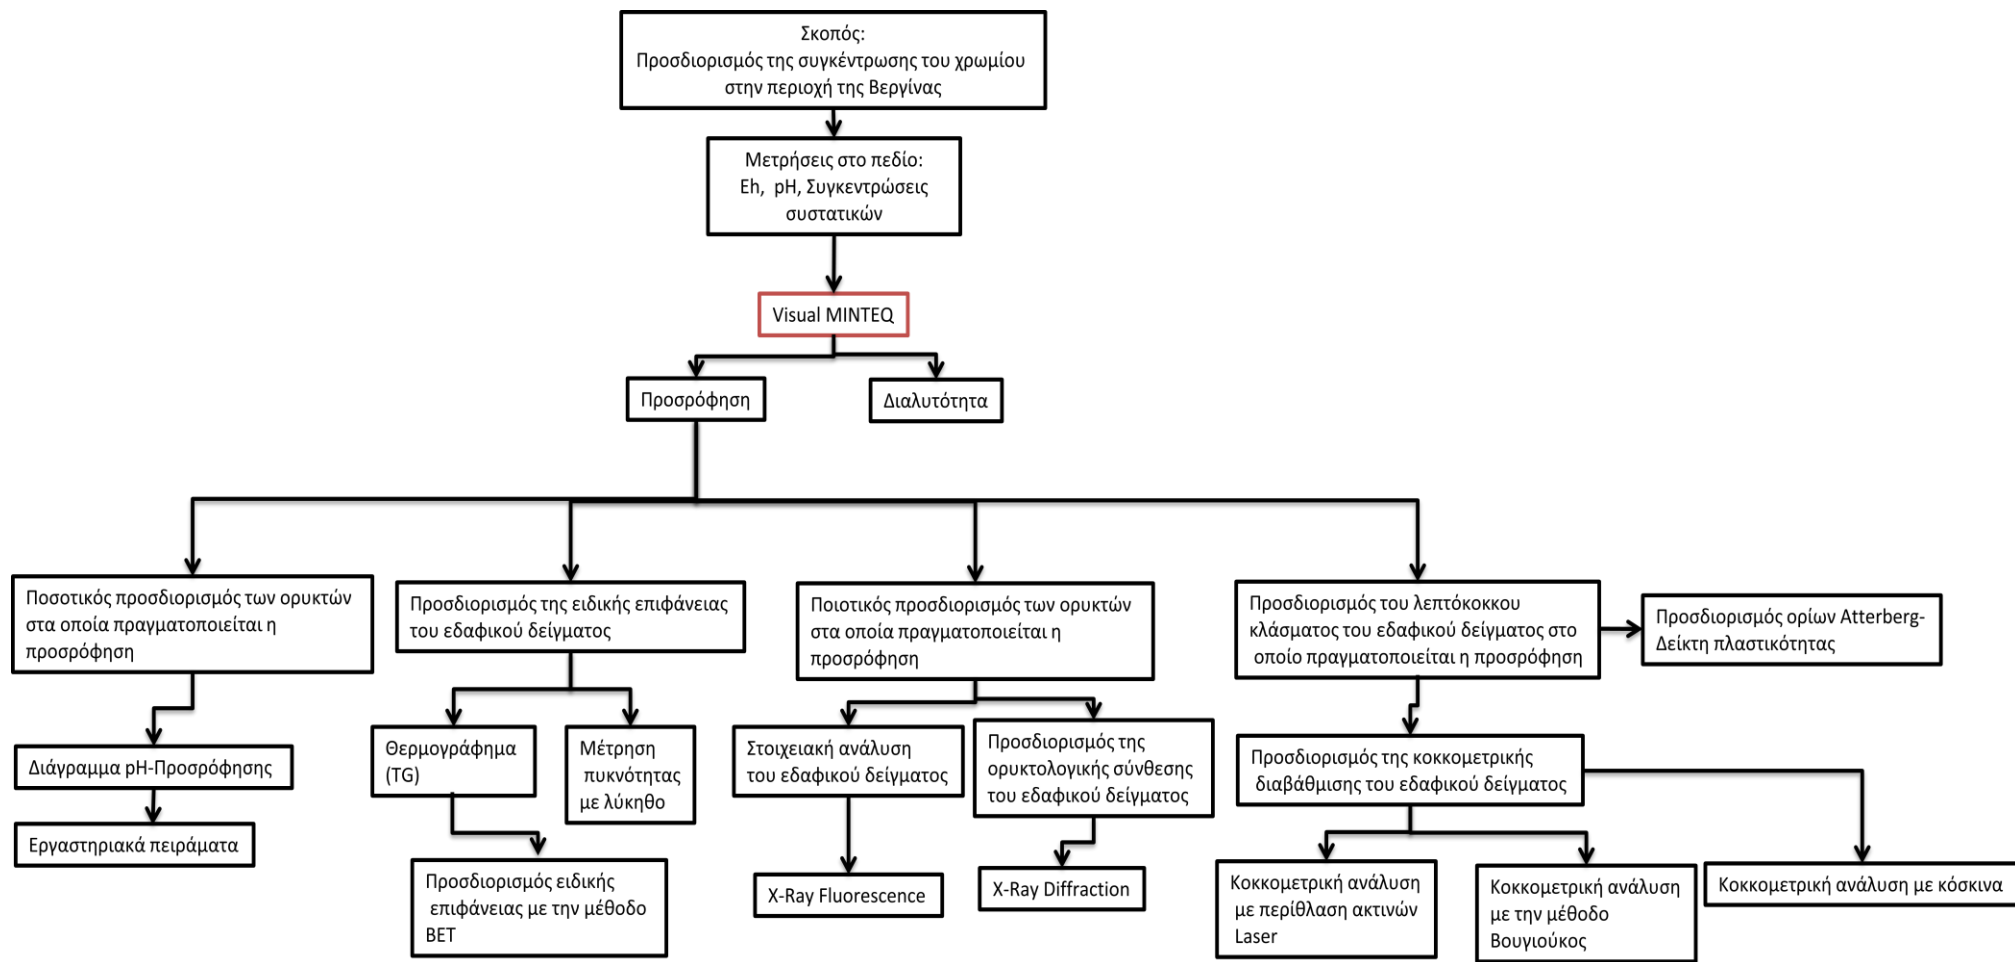 Σκοπός:
Προσδιορισμός της συγκέντρωσης του χρωμίου
στην περιοχή της Βεργίνας
Μετρήσεις στο πεδίο:
Eh, pH, Συγκεντρώσεις
συστατικών
Visual MINTEQ
Προσρόφηση
Διαλυτότητα
Ποσοτικός προσδιορισμός των ορυκτών
στα οποία πραγματοποιείται η
προσρόφηση
Προσδιορισμός της ειδικής επιφάνειας
του εδαφικού δείγματος
Ποιοτικός προσδιορισμός των ορυκτών
στα οποία πραγματοποιείται η
προσρόφηση
Προσδιορισμός του λεπτόκοκκου
κλάσματος του εδαφικού δείγματος στο
οποίο πραγματοποιείται η προσρόφηση
Προσδιορισμός ορίων Atterberg-
Δείκτη πλαστικότητας
Διάγραμμα pH-Προσρόφησης
Εργαστηριακά πειράματα
Θερμογράφημα
(TG)
Μέτρηση
πυκνότητας
με λύκηθο
Προσδιορισμός ειδικής
επιφάνειας με την μέθοδο
BET
Στοιχειακή ανάλυση
του εδαφικού δείγματος
Προσδιορισμός της
ορυκτολογικής σύνθεσης
του εδαφικού δείγματος
X-Ray Fluorescence
X-Ray Diffraction
Προσδιορισμός της κοκκομετρικής
διαβάθμισης του εδαφικού δείγματος
Κοκκομετρική ανάλυση
με περίθλαση ακτινών
Laser
Κοκκομετρική ανάλυση
με την μέθοδο
Βουγιούκος
Κοκκομετρική ανάλυση με κόσκινα